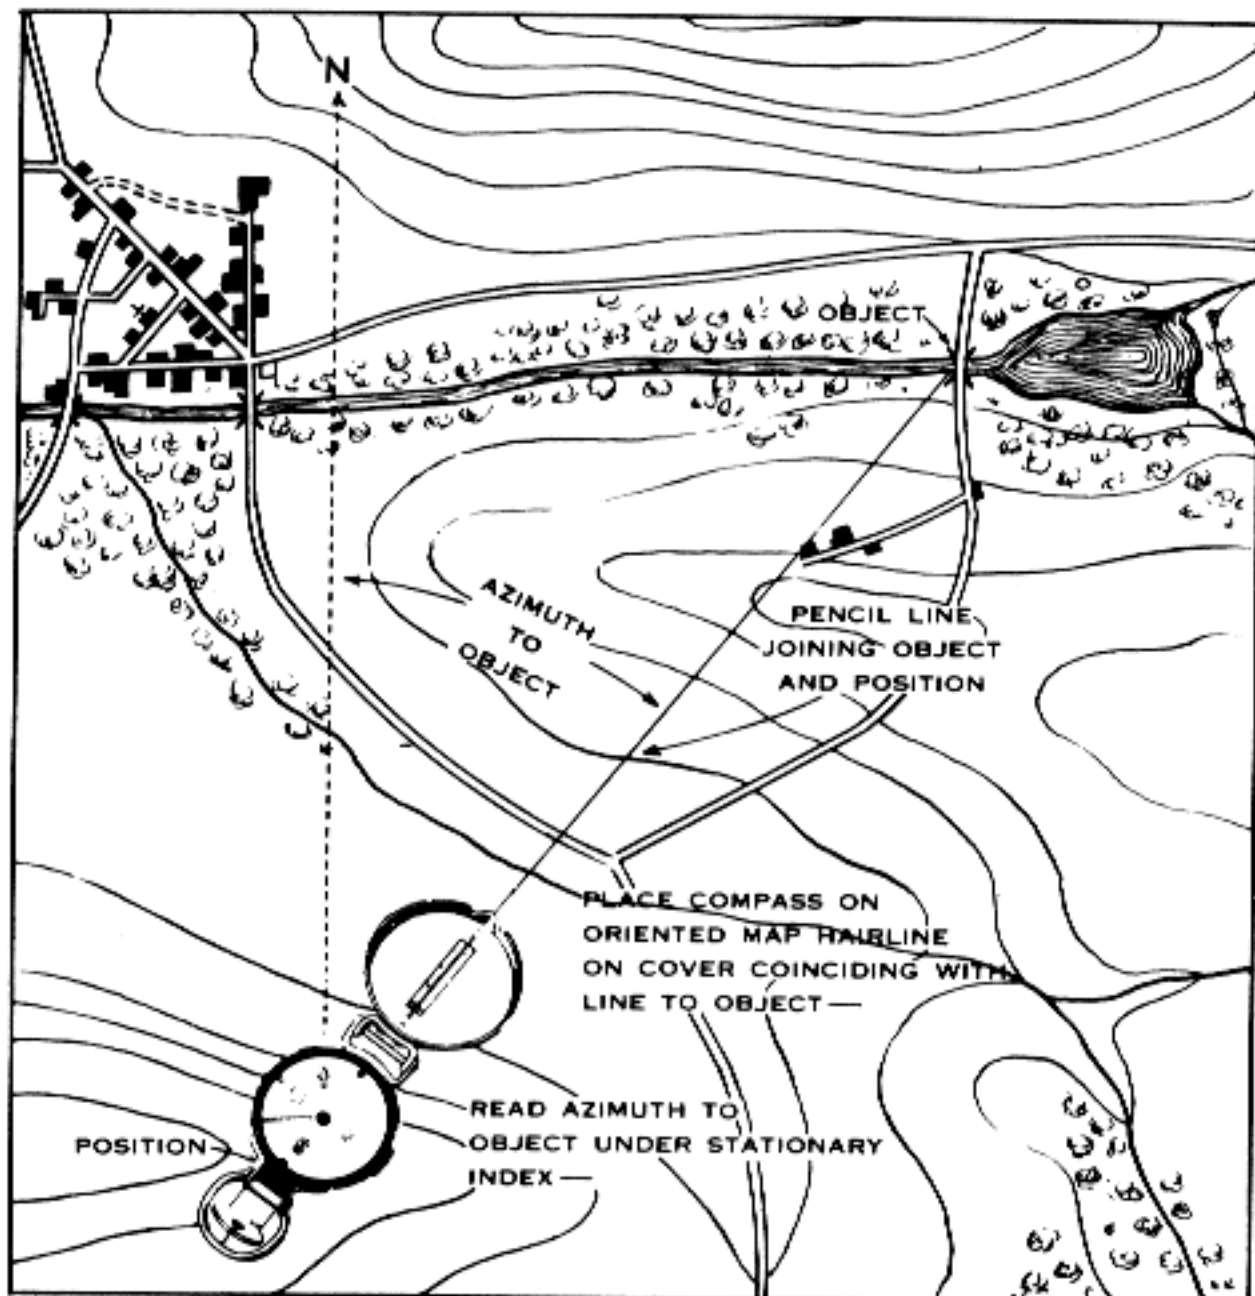 N
OBJECT
AZIMUTH
TO
OBJECT
PENCIL LINE
JOINING OBJECT
AND POSITION
PLACE COMPASS ON
ORIENTED MAP HAIRLINE
ON COVER COINCIDING WITH
LINE TO OBJECT—
READ AZIMUTH TO
OBJECT UNDER STATIONARY
INDEX—
POSITION